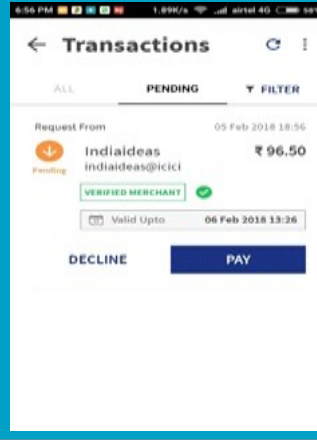 6:56 PM 1.89K/s airtel 4G 58%
Transactions
ALL PENDING FILTER
Request From 05 Feb 2018 18:56
Indiaideas ₹ 96.50
Pending indiaideas@icici
VERIFIED MERCHANT
Valid Upto 06 Feb 2018 13:26
DECLINE PAY